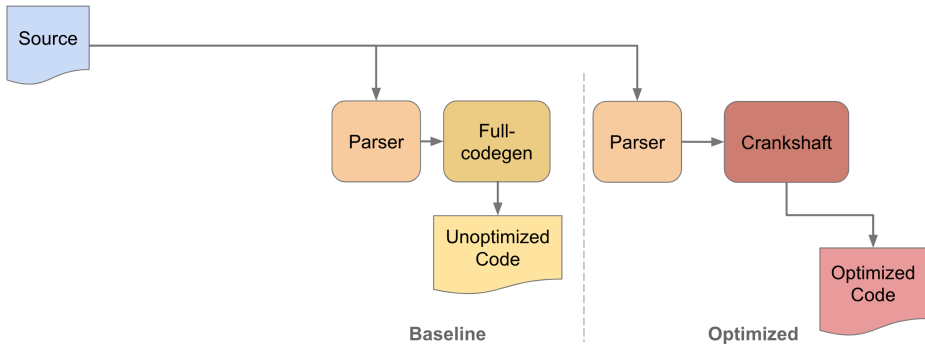 Source
Parser
Full-
codegen
Parser
Crankshaft
Unoptimized
Code
Optimized
Code
Baseline
Optimized